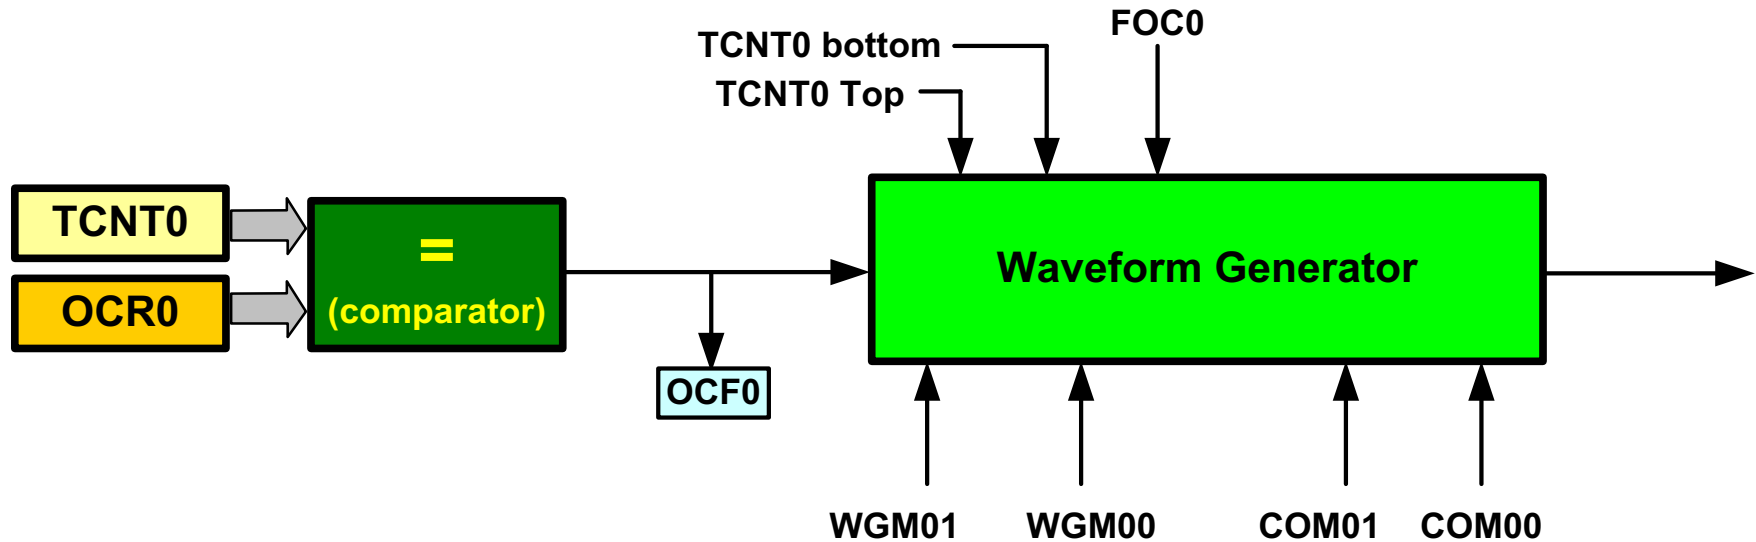 FOC0
TCNT0 bottom
TCNT0 Top
TCNT0
OCR0
=
(comparator)
OCF0
Waveform Generator
WGM01 WGM00 COM01 COM00